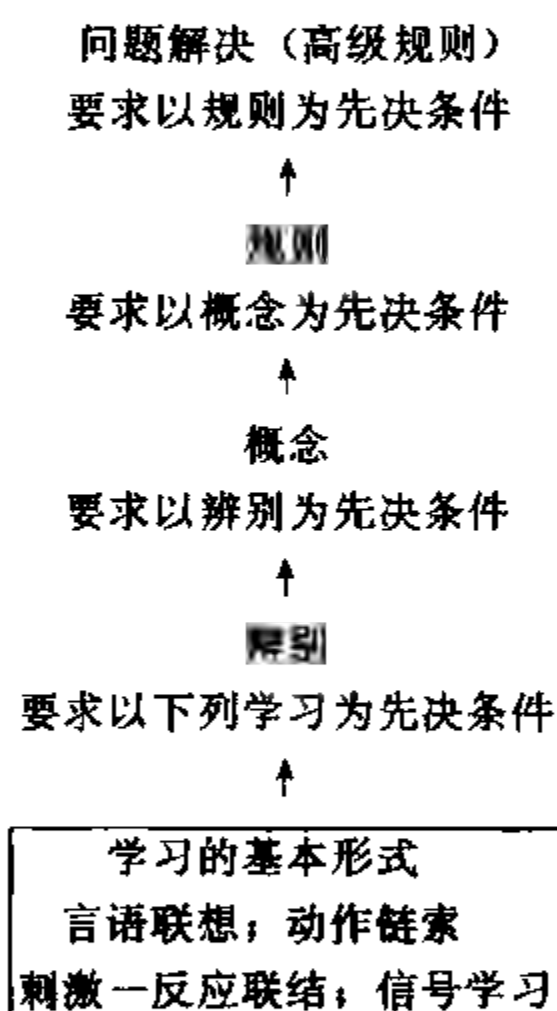 问题解决（高级规则）
要求以规则为先决条件
规则
要求以概念为先决条件
概念
要求以辨别为先决条件
辨别
要求以下列学习为先决条件
学习的基本形式
言语联想；动作链索
刺激—反应联结；信号学习